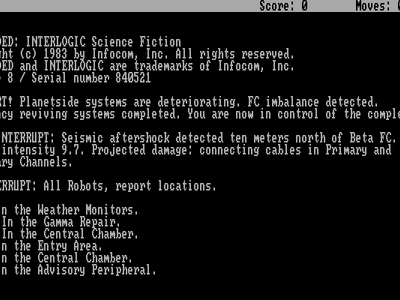 Score: 0 Moves:
DED: INTERLOGIC Science Fiction
ght (c) 1983 by Infocom, Inc. All rights reserved.
DED and INTERLOGIC are trademarks of Infocom, Inc.
e 8 / Serial number 840521
RT! Planetside systems are deteriorating. FC imbalance detected.
ncy reviving systems completed. You are now in control of the comple
INTERRUPT: Seismic aftershock detected ten meters north of Beta FC.
intensity 9.7. Projected damage: connecting cables in Primary and
ary Channels.
ERRUPT: All Robots, report locations.
n the Weather Monitors.
In the Gamma Repair.
In the Central Chamber.
n the Entry Area.
n the Central Chamber.
n the Advisory Peripheral.